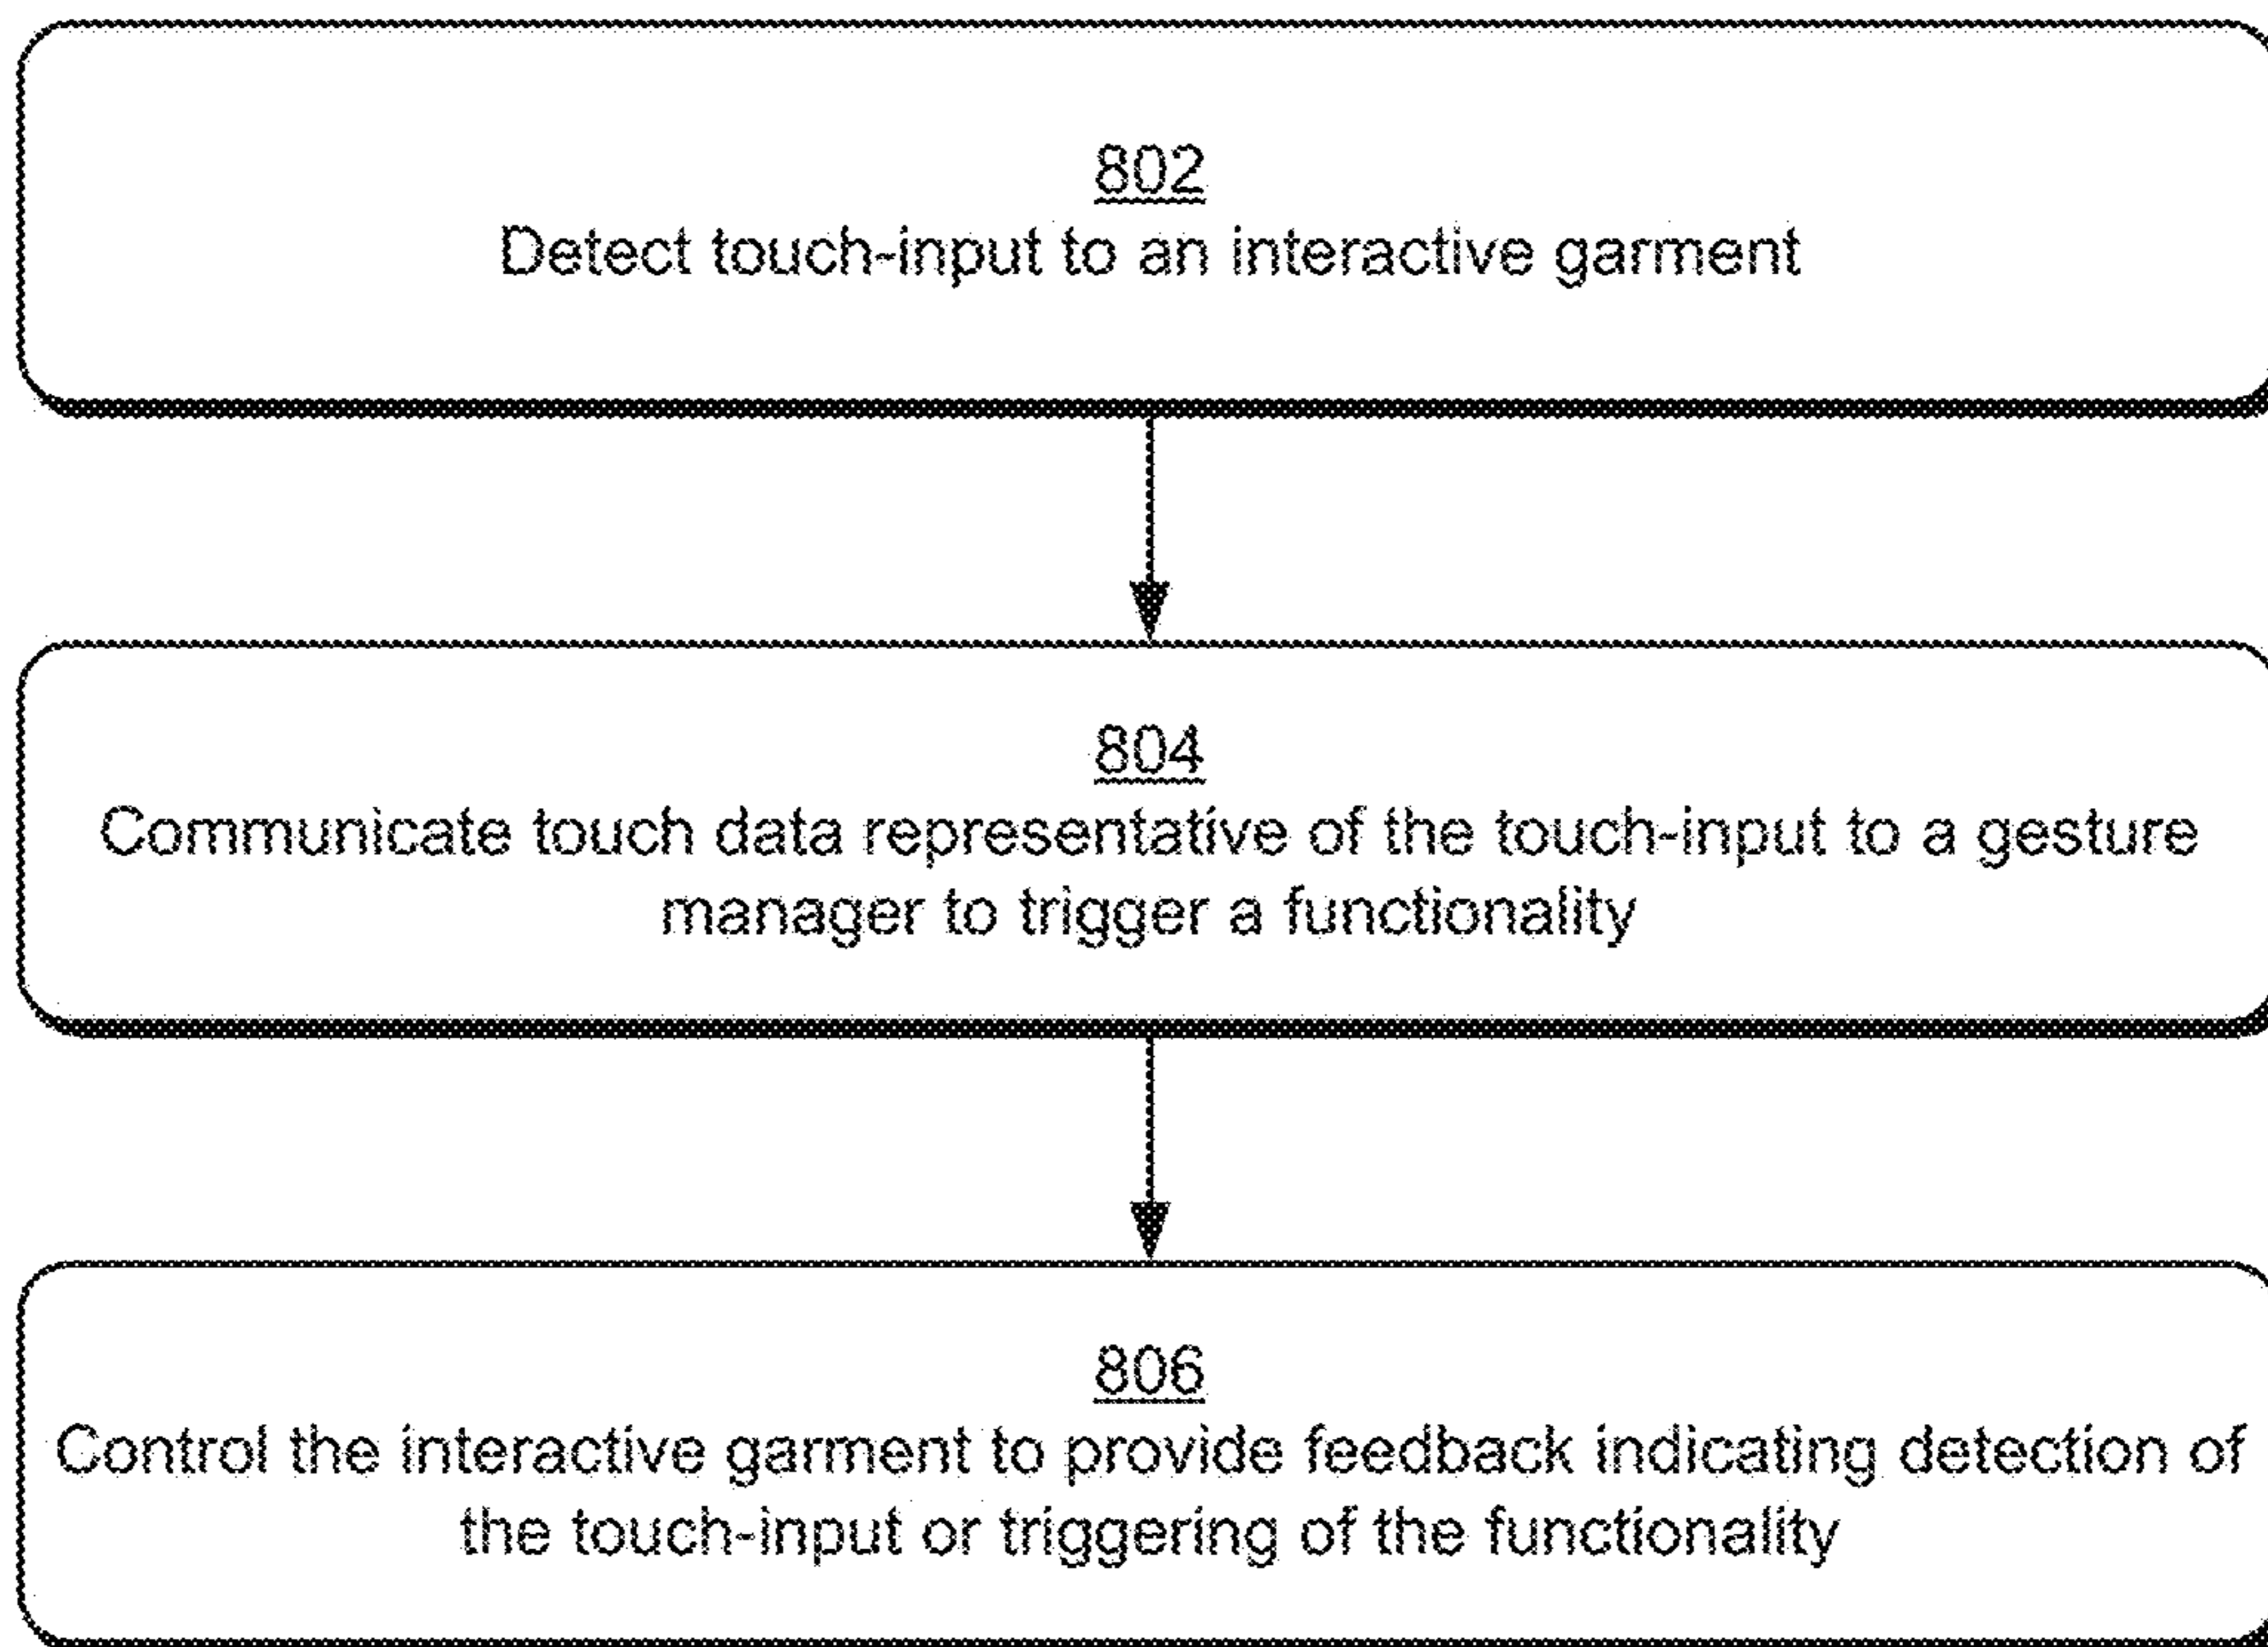 802
Detect touch-input to an interactive garment
804
Communicate touch data representative of the touch-input to a gesture
manager to trigger a functionality
806
Control the interactive garment to provide feedback indicating detection of
the touch-input or triggering of the functionality